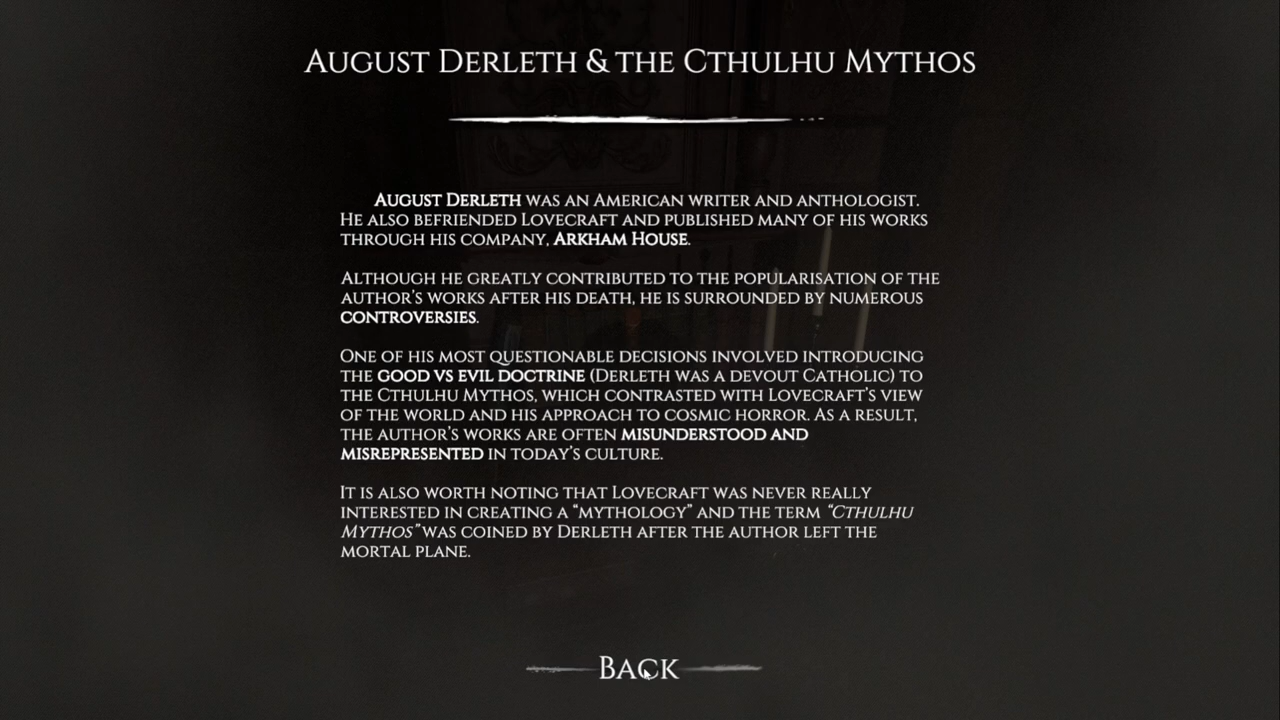 August Derleth & the Cthulhu Mythos
August Derleth was an American writer and anthologist.
He also befriended Lovecraft and published many of his works
through his company, Arkham House.
Although he greatly contributed to the popularisation of the
author's works after his death, he is surrounded by numerous
controversies.
One of his most questionable decisions involved introducing
the good vs evil doctrine (Derleth was a devout Catholic) to
the Cthulhu Mythos, which contrasted with Lovecraft's view
of the world and his approach to cosmic horror. As a result,
the author's works are often misunderstood and
misrepresented in today's culture.
It is also worth noting that Lovecraft was never really
interested in creating a "mythology" and the term "Cthulhu
Mythos" was coined by Derleth after the author left the
mortal plane.
Back